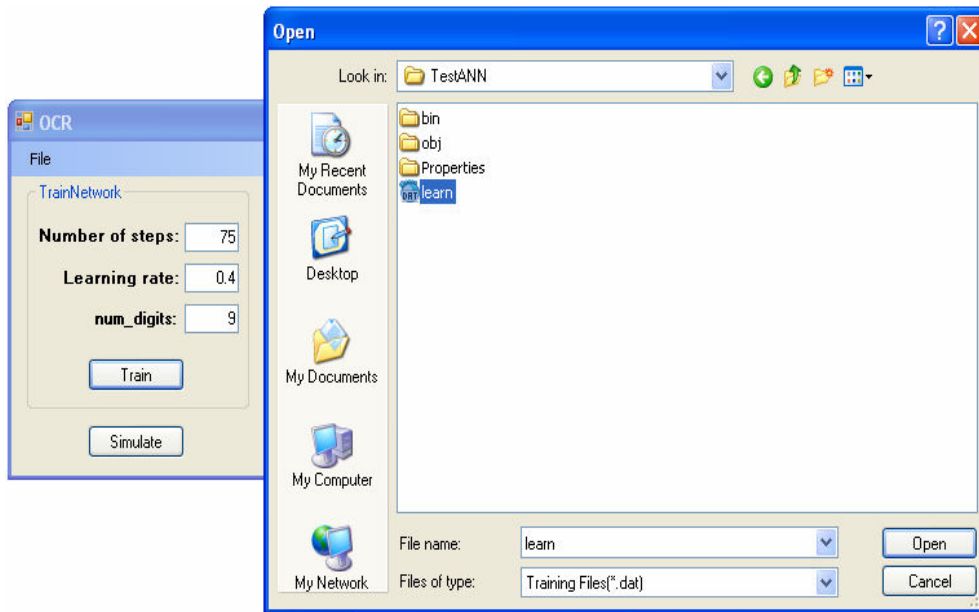 OCR
File
TrainNetwork
Number of steps: 75
Learning rate: 0.4
num_digits: 9
Train
Simulate
Open
Look in: TestANN
My Recent
Documents
Desktop
My Documents
My Computer
My Network
bin
obj
Properties
DAT learn
File name: learn Open
Files of type: Training Files(*.dat) Cancel